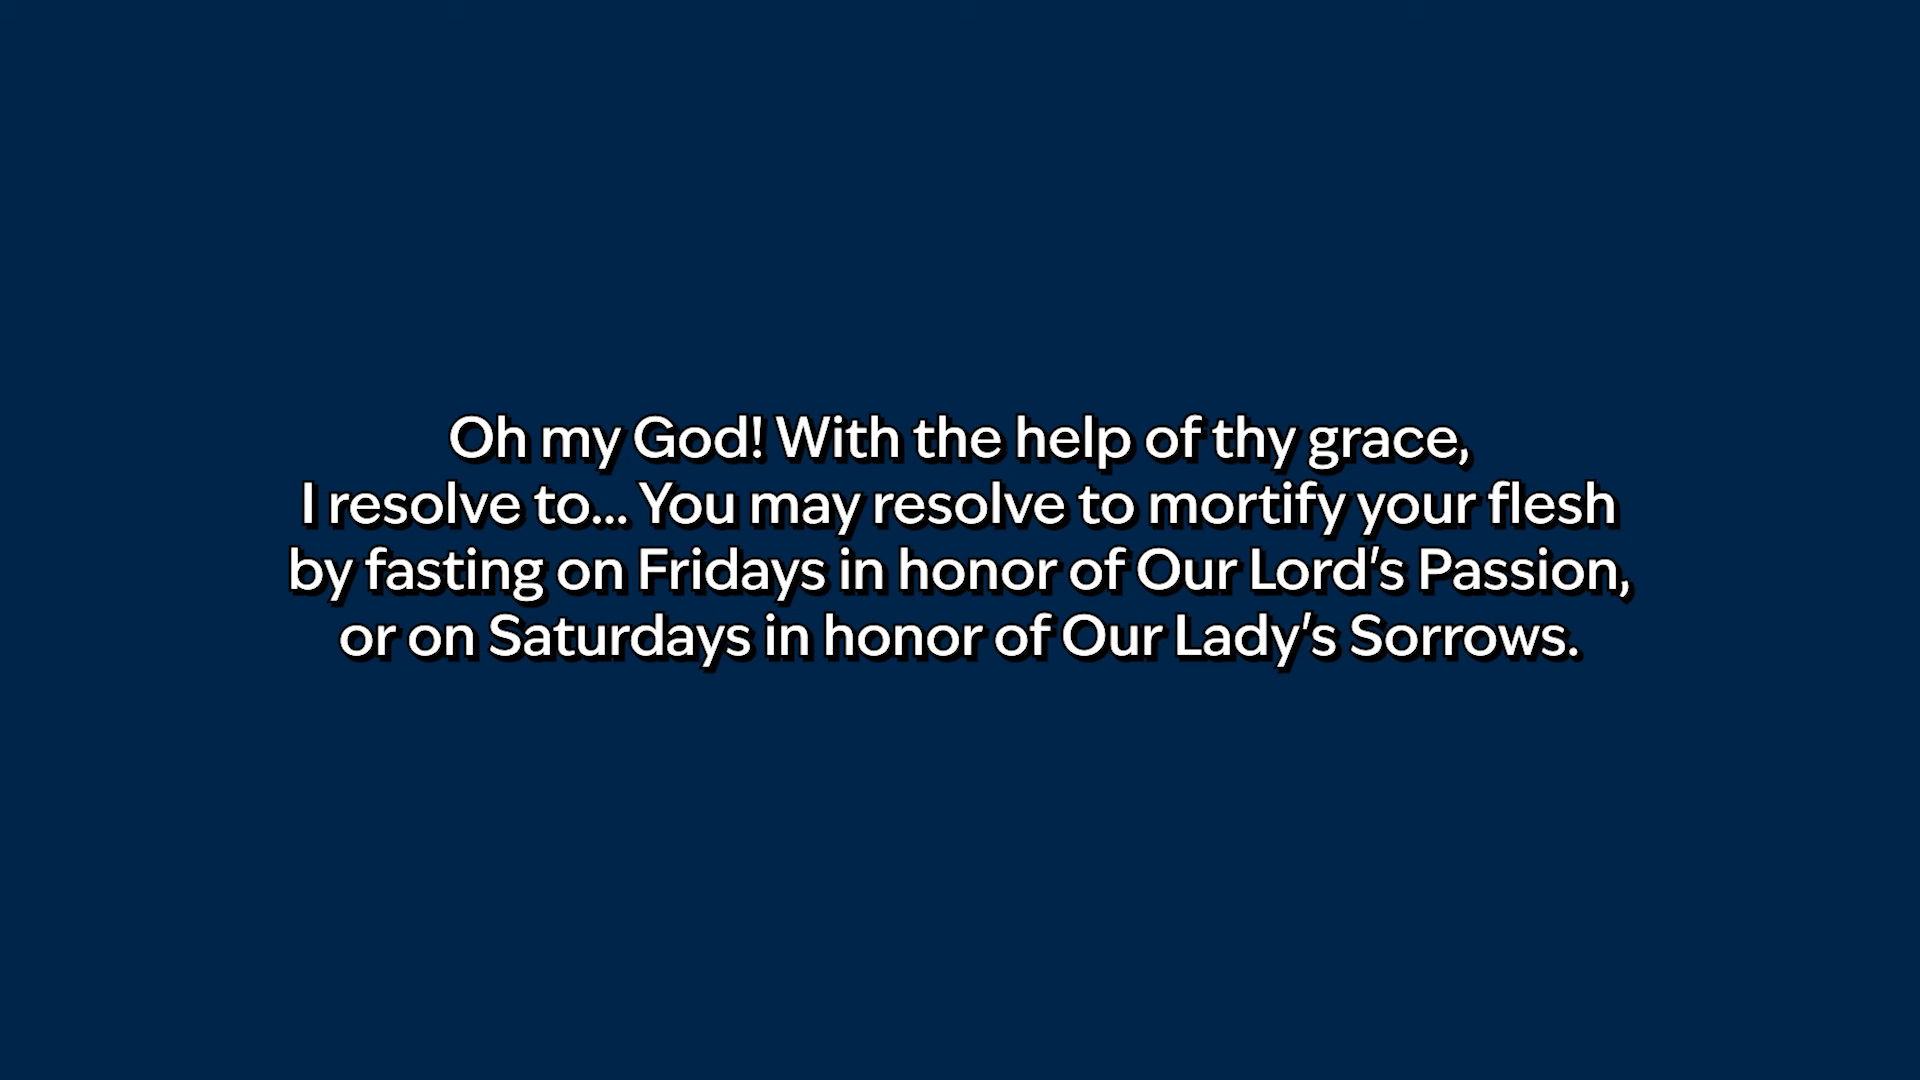 Oh my God! With the help of thy grace,
I resolve to... You may resolve to mortify your flesh
by fasting on Fridays in honor of Our Lord's Passion,
or on Saturdays in honor of Our Lady's Sorrows.